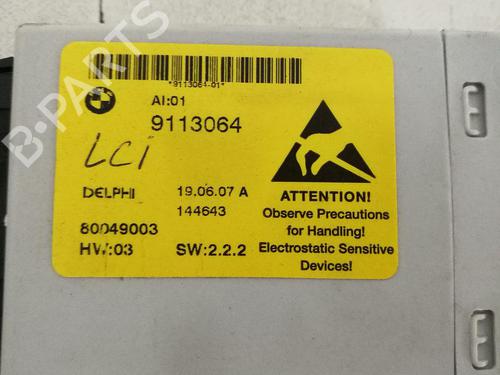 *9113064-01*
AI:01
9113064
LCI
DELPHI 19.06.07 A
144643
80049003
HW:03 SW:2.2.2
ATTENTION!
Observe Precautions
for Handling!
Electrostatic Sensitive
Devices!
B-PARTS